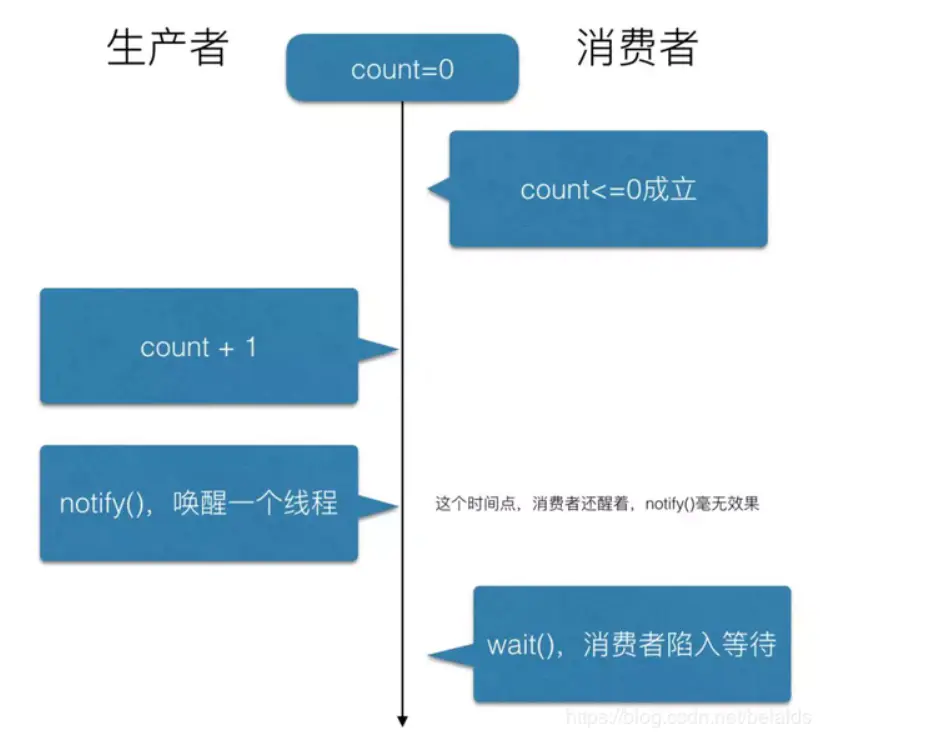 生产者
count=0
消费者
count<=0成立
count + 1
notify()，唤醒一个线程
这个时间点，消费者还醒着，notify()毫无效果
wait()，消费者陷入等待
https://blog.csdn.net/belalds